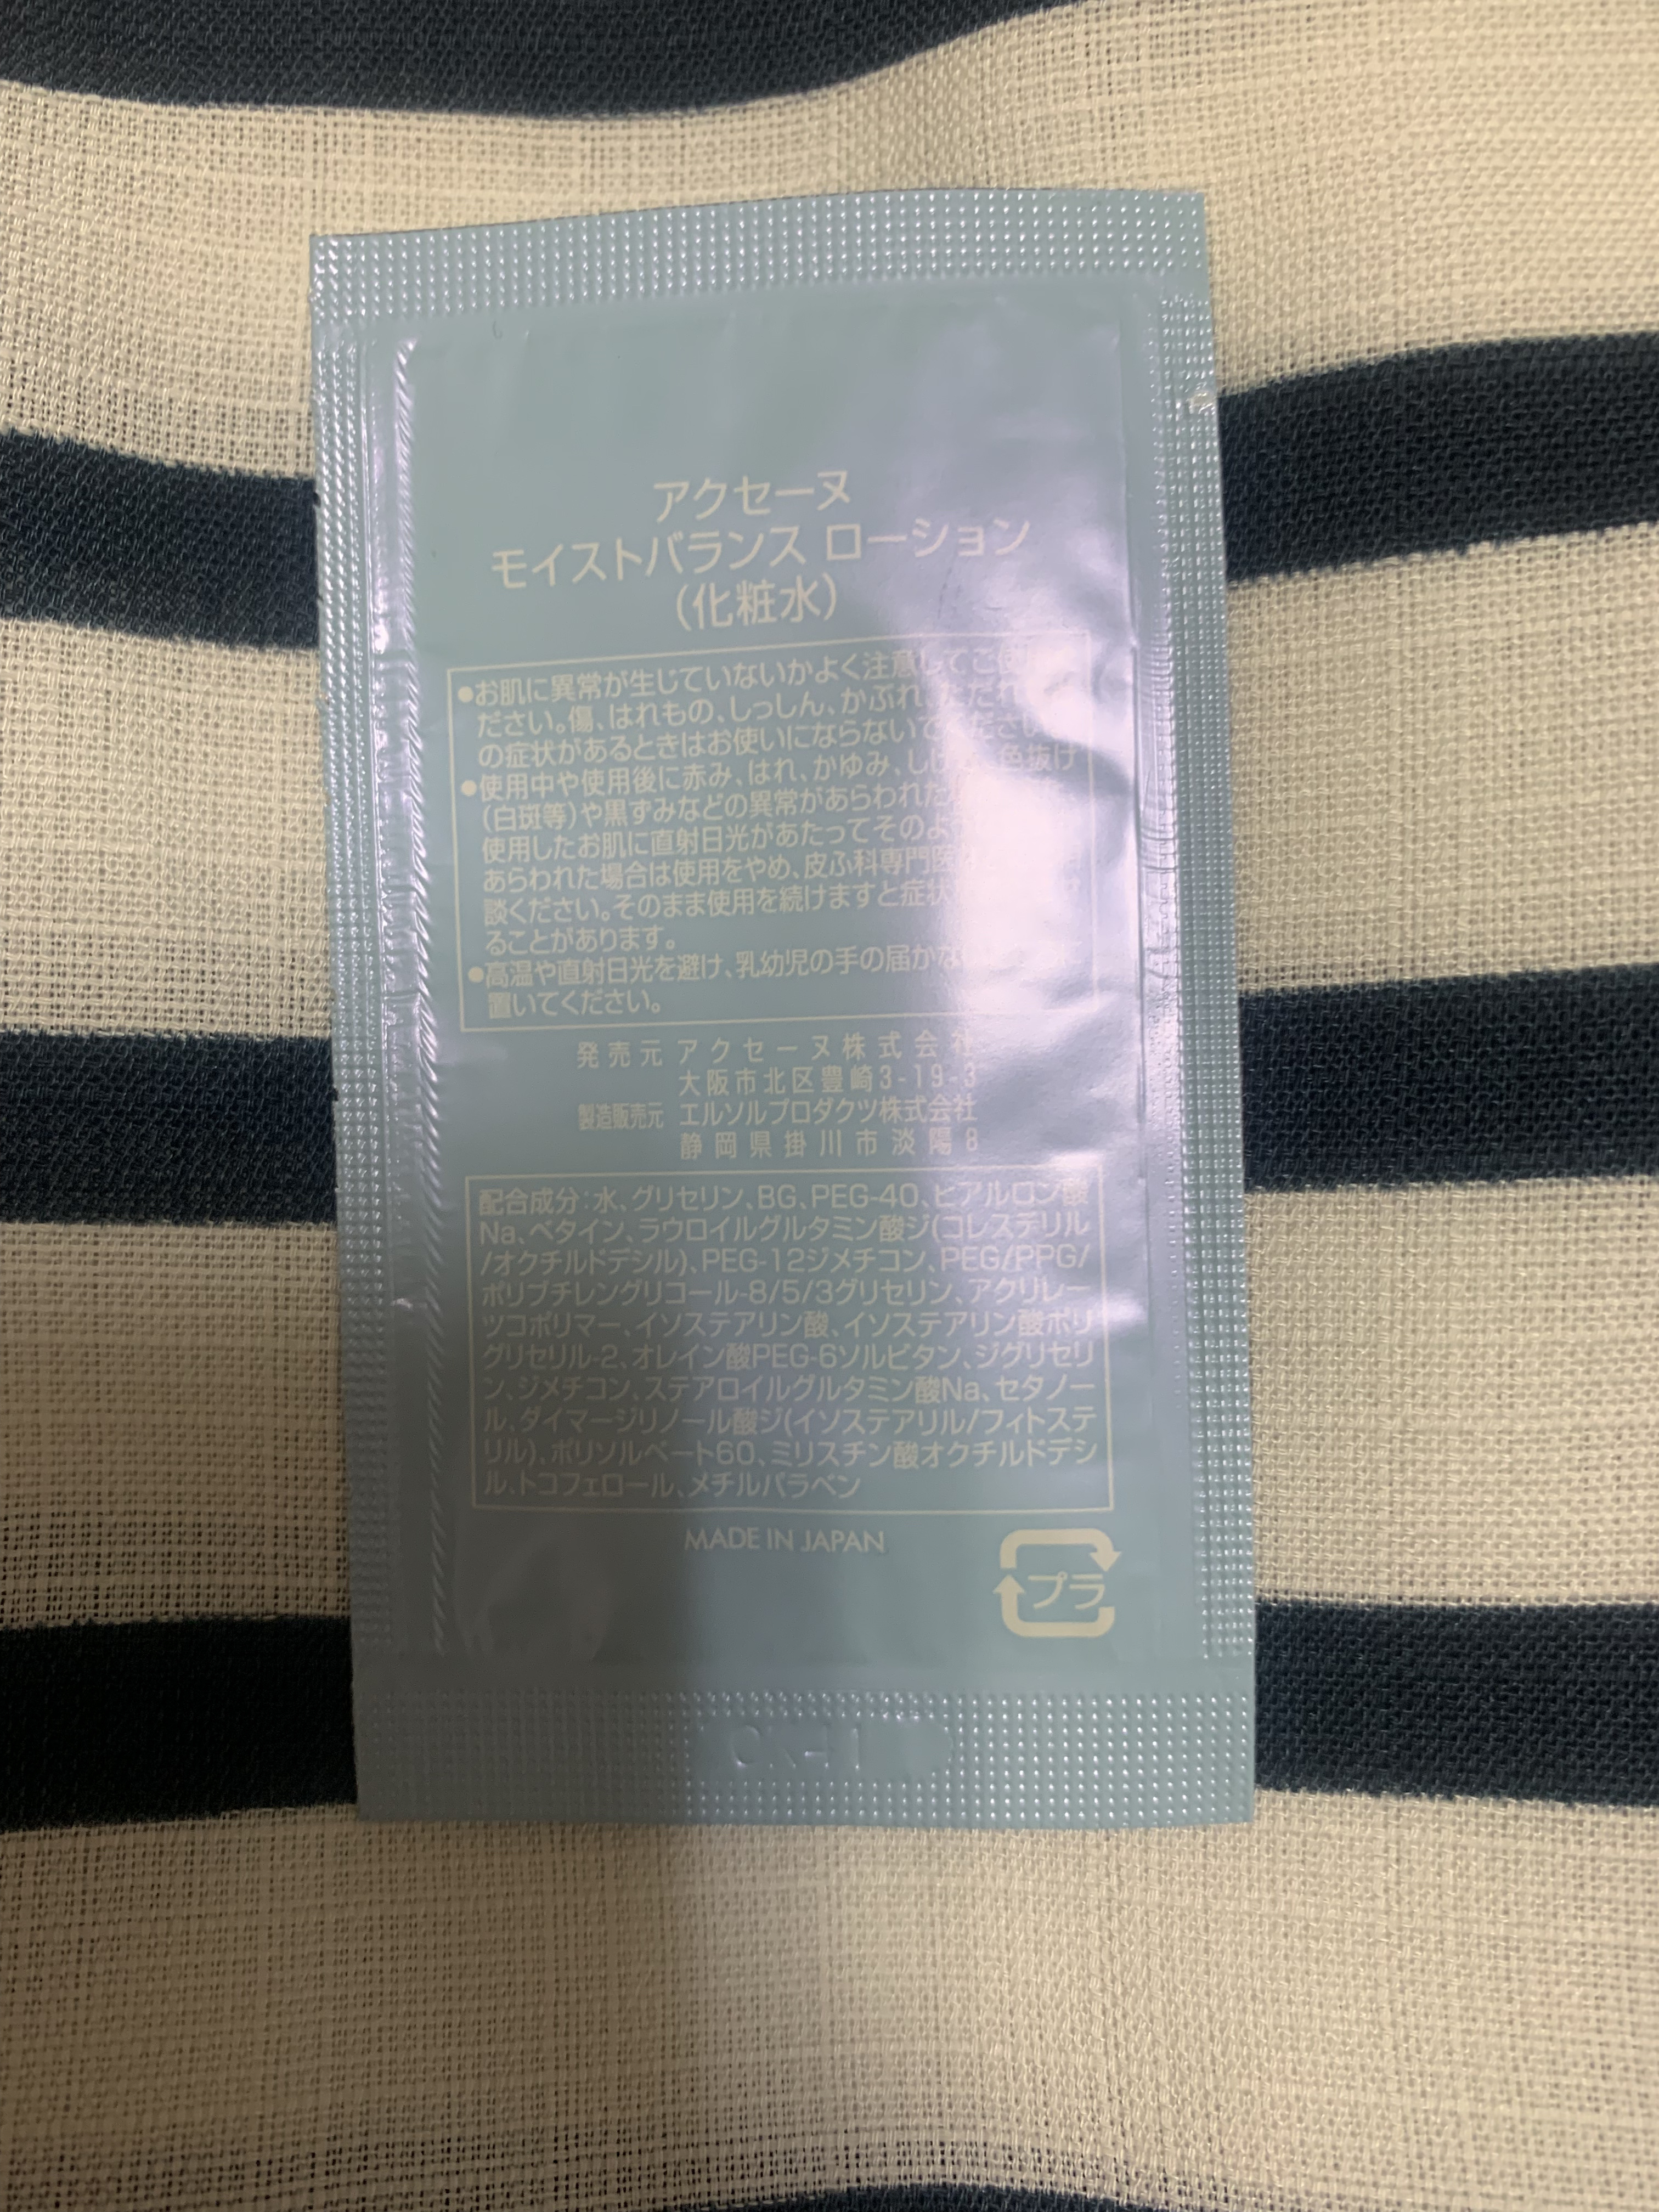 アクセーヌ
モイストバランス ローション
(化粧水)
●お肌に異常が生じていないかよく注意してご使
ださい。傷、はれもの、しっしん、かぶれ、ただれ
の症状があるときはお使いにならないでください
●使用中や使用後に赤み、はれ、かゆみ、し 色抜け
(白斑等)や黒ずみなどの異常があらわれた
使用したお肌に直射日光があたってそのよ
あらわれた場合は使用をやめ、皮ふ科専門医
談ください。そのまま使用を続けますと症状
ることがあります。
●高温や直射日光を避け、乳幼児の手の届かな
置いてください。
発売元 アクセーヌ株式会社
大阪市北区豊崎3-19-3
製造販売元 エルソルプロダクツ株式会社
静岡県掛川市淡陽8
配合成分:水、グリセリン、BG、PEG-40、ヒアルロン酸
Na、ベタイン、ラウロイルグルタミン酸ジ(コレステリル
/オクチルドデシル)、PEG-12ジメチコン、PEG/PPG/
ポリブチレングリコール-8/5/3グリセリン、アクリレー
ツコポリマー、イソステアリン酸、イソステアリン酸ポリ
グリセリル-2、オレイン酸PEG-6ソルビタン、ジグリセリ
ン、ジメチコン、ステアロイルグルタミン酸Na、セタノー
ル、ダイマージリノール酸ジ(イソステアリル/フィトステ
リル)、ポリソルベート60、ミリスチン酸オクチルドデシ
ル、トコフェロール、メチルパラベン
MADE IN JAPAN
プラ